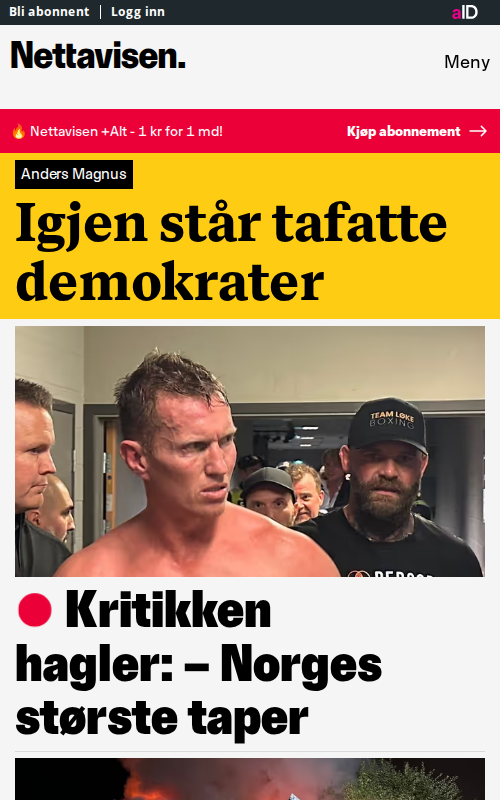 Bli abonnent | Logg inn
aID
Nettavisen.
Meny
🔥 Nettavisen +Alt - 1 kr for 1 md!
Kjøp abonnement →
Anders Magnus
Igjen står tafatte
demokrater
TEAM LØKE
BOXING
Kritikken
hagler: – Norges
største taper